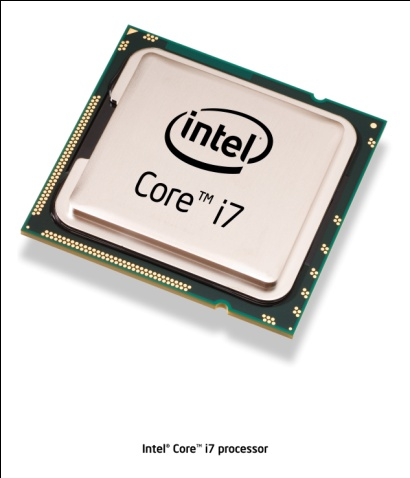 intel
Core™ i7
Intel® Core™ i7 processor